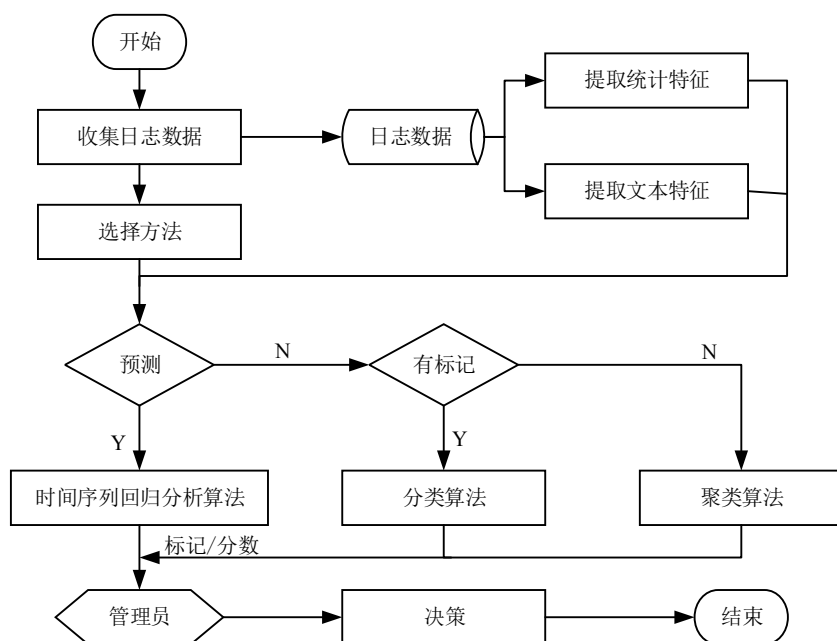 开始
提取统计特征
收集日志数据
日志数据
提取文本特征
选择方法
预测
N
有标记
N
Y
Y
时间序列回归分析算法
分类算法
聚类算法
标记/分数
管理员
决策
结束